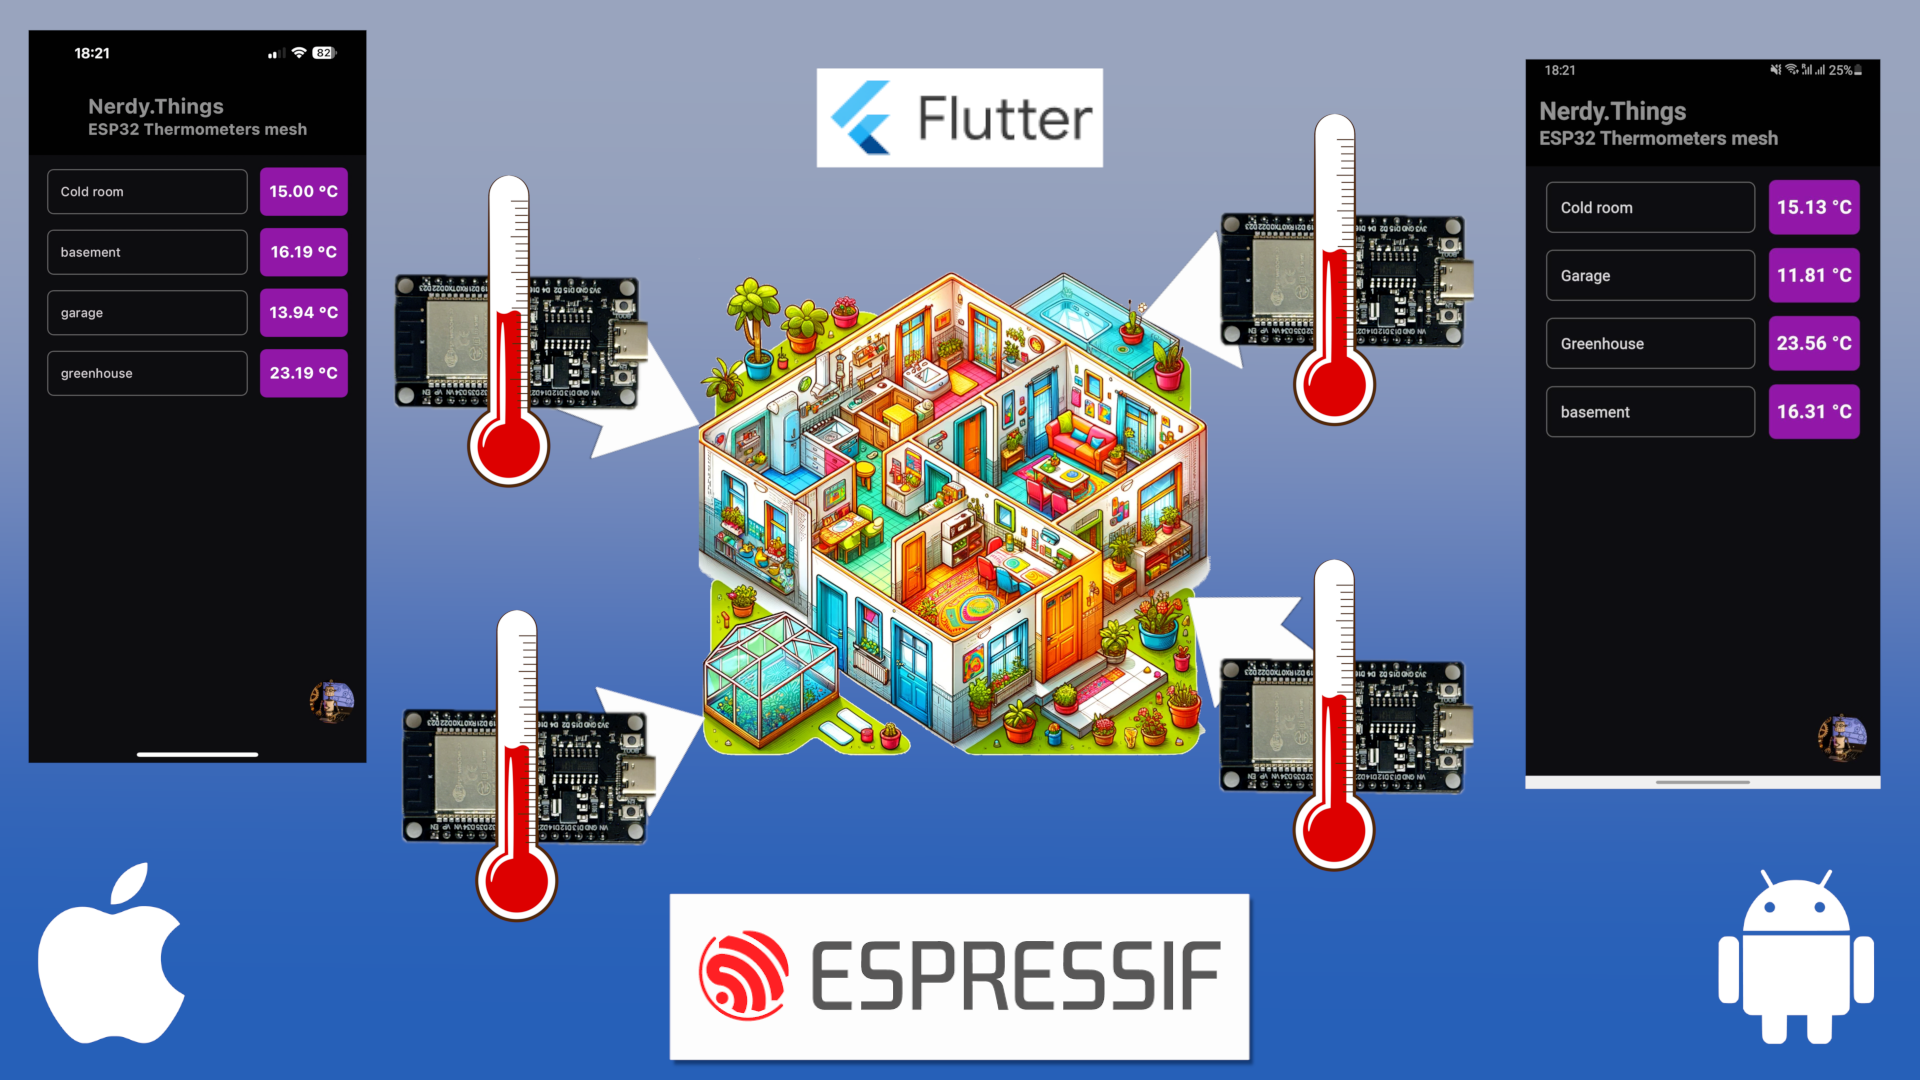 18:21
82
Nerdy.Things
ESP32 Thermometers mesh
Cold room
15.00 °C
basement
16.19 °C
garage
13.94 °C
greenhouse
23.19 °C
Flutter
18:21
25%
Nerdy.Things
ESP32 Thermometers mesh
Cold room
15.13 °C
Garage
11.81 °C
Greenhouse
23.56 °C
basement
16.31 °C
ESPRESSIF